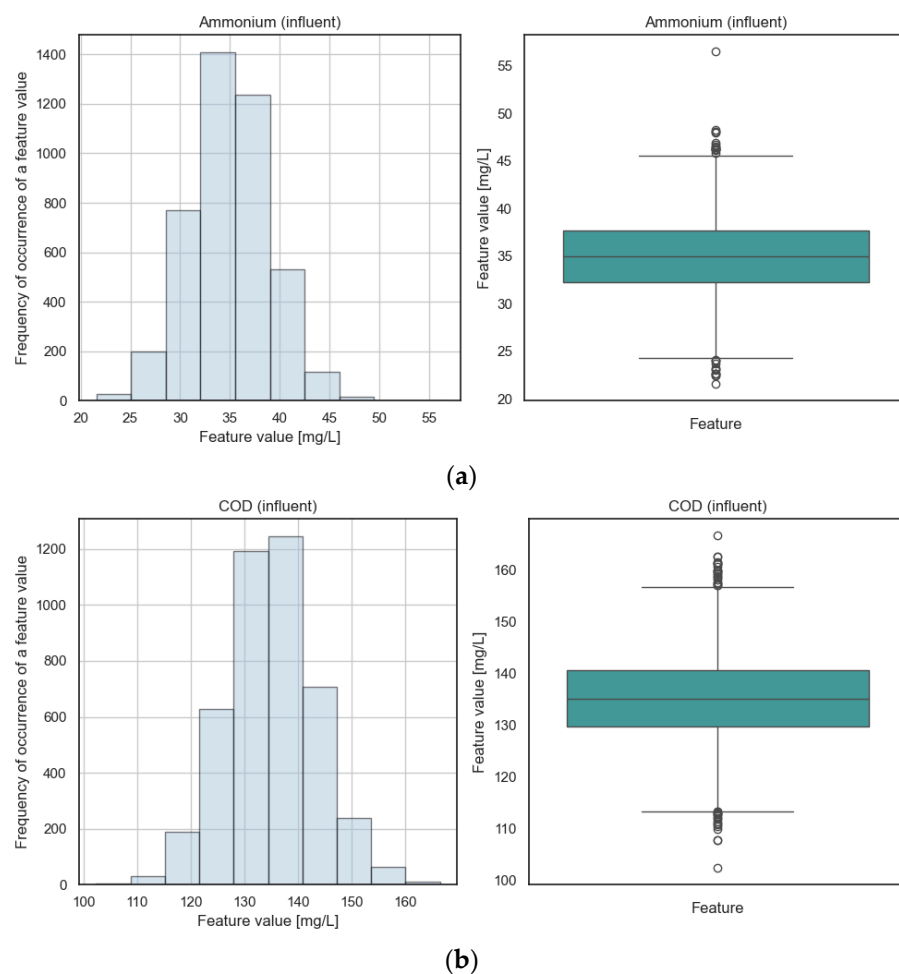 Ammonium (influent)
Frequency of occurrence of a feature value
1400
1200
1000
800
600
400
200
0
20 25 30 35 40 45 50 55
Feature value [mg/L]
Ammonium (influent)
Feature value [mg/L]
55
50
45
40
35
30
25
20
Feature
(a)
COD (influent)
Frequency of occurrence of a feature value
1200
1000
800
600
400
200
0
100 110 120 130 140 150 160
Feature value [mg/L]
COD (influent)
Feature value [mg/L]
160
150
140
130
120
110
100
Feature
(b)